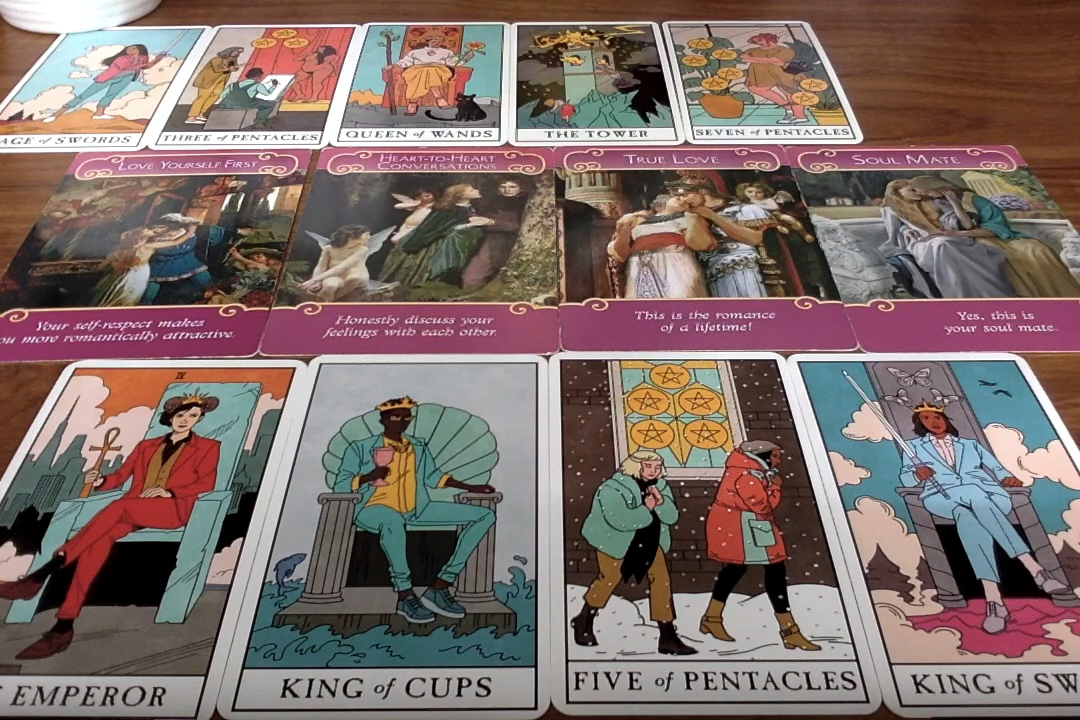 AGE of SWORDS
THREE of PENTACLES
QUEEN of WANDS
THE TOWER
SEVEN of PENTACLES
LOVE YOURSELF FIRST
HEART-TO-HEART
CONVERSATIONS
TRUE LOVE
SOUL MATE
Your self-respect makes
ou more romantically attractive.
Honestly discuss your
feelings with each other.
This is the romance
of a lifetime!
Yes, this is
your soul mate.
IV
EMPEROR
KING of CUPS
FIVE of PENTACLES
KING of SW